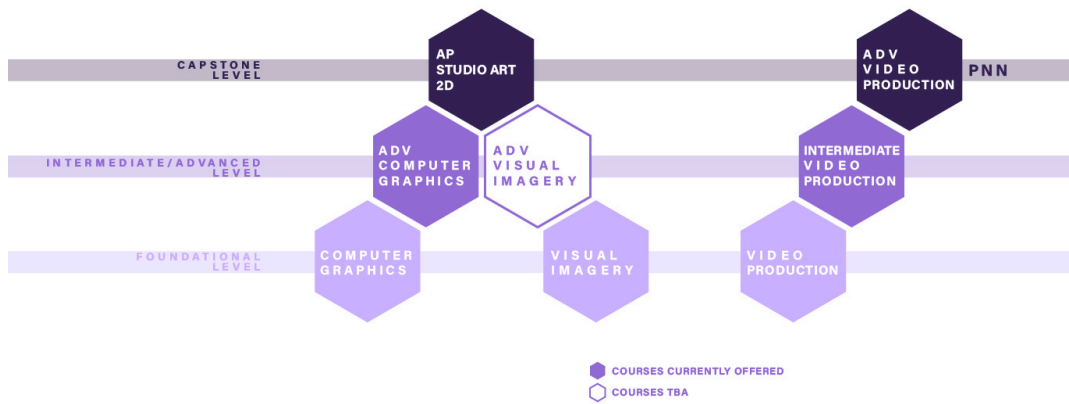 CAPSTONE
LEVEL
AP
STUDIO ART
2D
ADV
VIDEO
PRODUCTION
PNN
INTERMEDIATE/ADVANCED
LEVEL
ADV
COMPUTER
GRAPHICS
ADV
VISUAL
IMAGERY
INTERMEDIATE
VIDEO
PRODUCTION
FOUNDATIONAL
LEVEL
COMPUTER
GRAPHICS
VISUAL
IMAGERY
VIDEO
PRODUCTION
COURSES CURRENTLY OFFERED
COURSES TBA